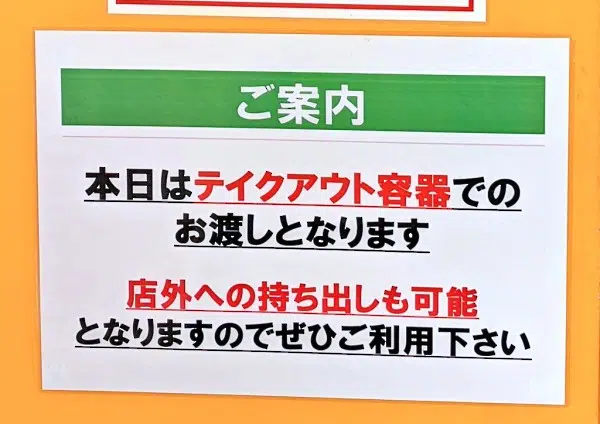 ご案内
本日はテイクアウト容器での
お渡しとなります
店外への持ち出しも可能
となりますのでぜひご利用下さい